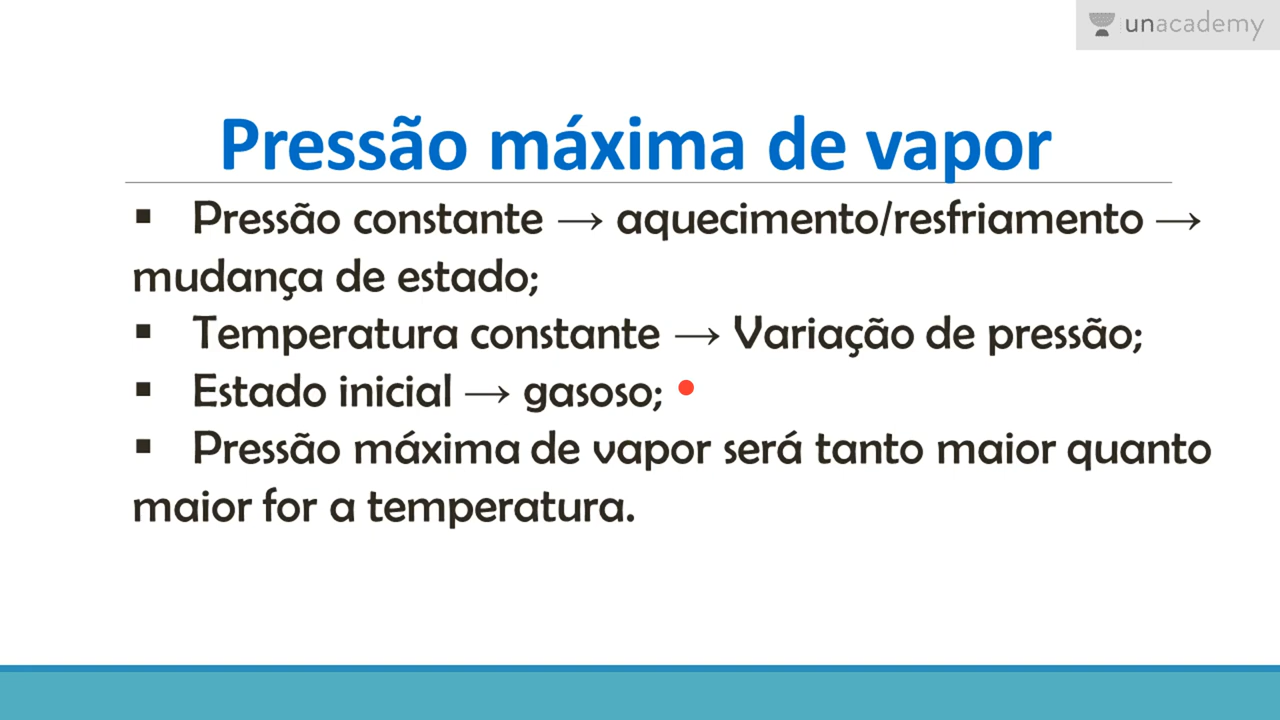 unacademy
Pressão máxima de vapor
▪ Pressão constante → aquecimento/resfriamento →
mudança de estado;
▪ Temperatura constante → Variação de pressão;
▪ Estado inicial → gasoso;
▪ Pressão máxima de vapor será tanto maior quanto
maior for a temperatura.